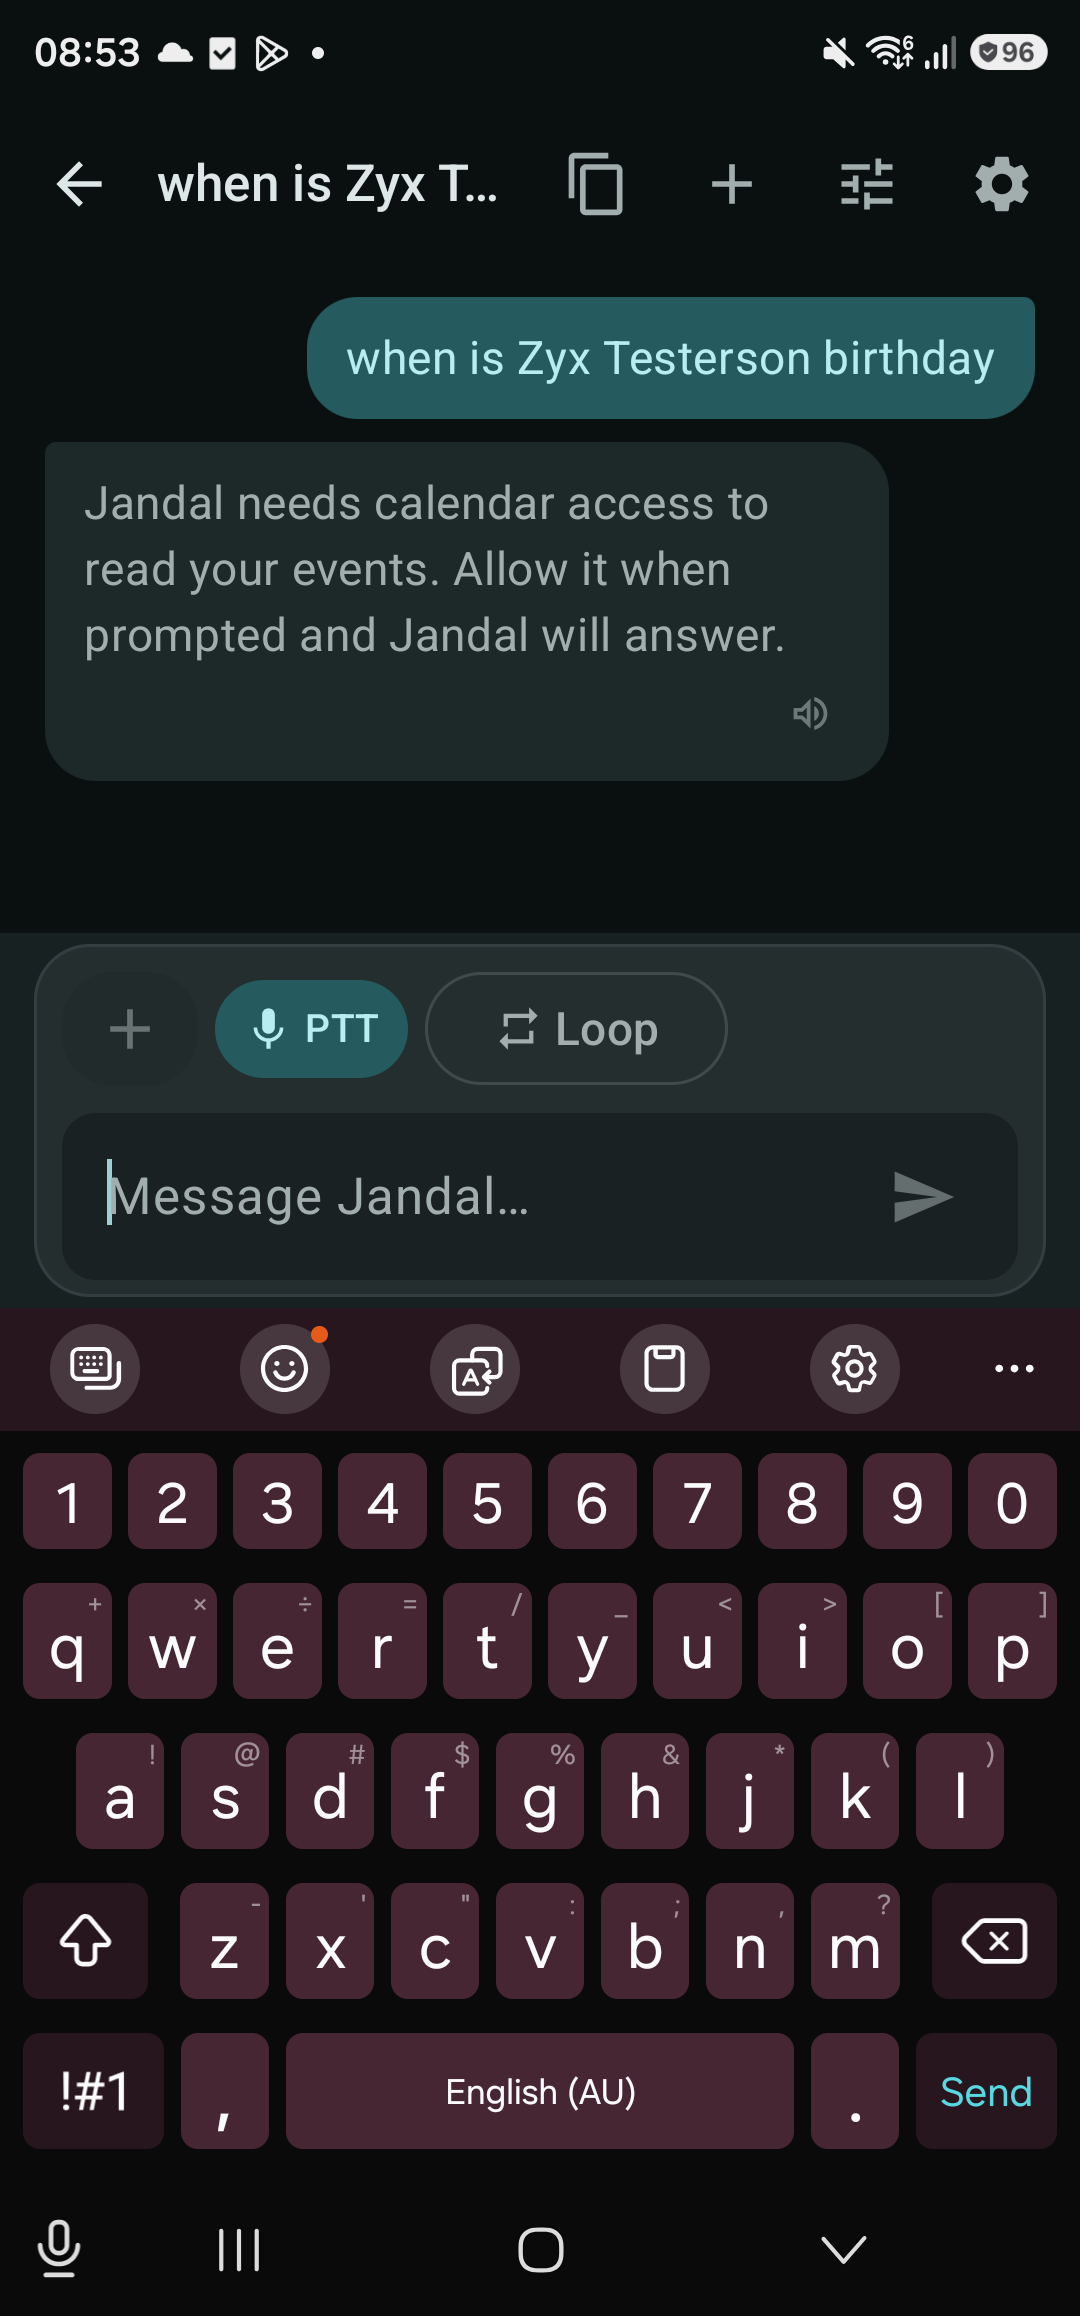 08:53
6
96
when is Zyx T...
when is Zyx Testerson birthday
Jandal needs calendar access to
read your events. Allow it when
prompted and Jandal will answer.
PTT
Loop
Message Jandal...
A
1 2 3 4 5 6 7 8 9 0
+ × ÷ = / _ < > [ ]
q w e r t y u i o p
! @ # $ % & * ( )
a s d f g h j k l
- ' " : ; , ?
z x c v b n m
!#1 , English (AU) . Send